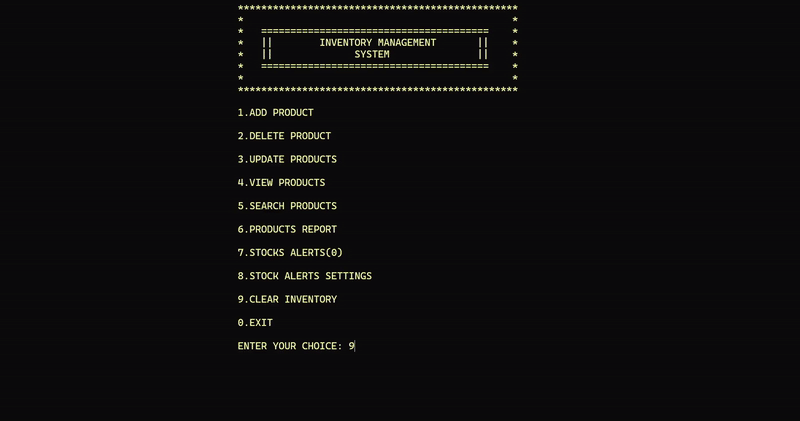 ************************************************
*                                              *
*   =======================================    *
*   ||        INVENTORY MANAGEMENT       ||    *
*   ||              SYSTEM               ||    *
*   =======================================    *
*                                              *
************************************************
1.ADD PRODUCT
2.DELETE PRODUCT
3.UPDATE PRODUCTS
4.VIEW PRODUCTS
5.SEARCH PRODUCTS
6.PRODUCTS REPORT
7.STOCKS ALERTS(0)
8.STOCK ALERTS SETTINGS
9.CLEAR INVENTORY
0.EXIT
ENTER YOUR CHOICE: 9